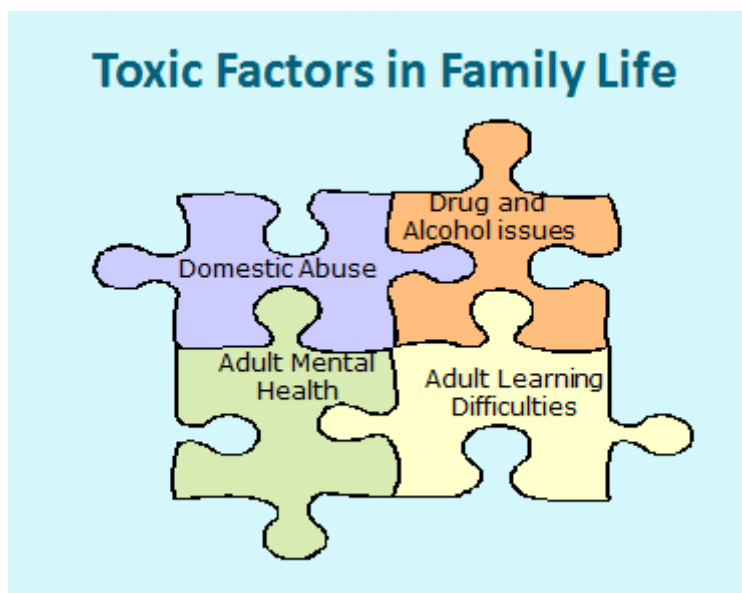 Toxic Factors in Family Life
Drug and
Alcohol issues
Domestic Abuse
Adult Mental
Health
Adult Learning
Difficulties